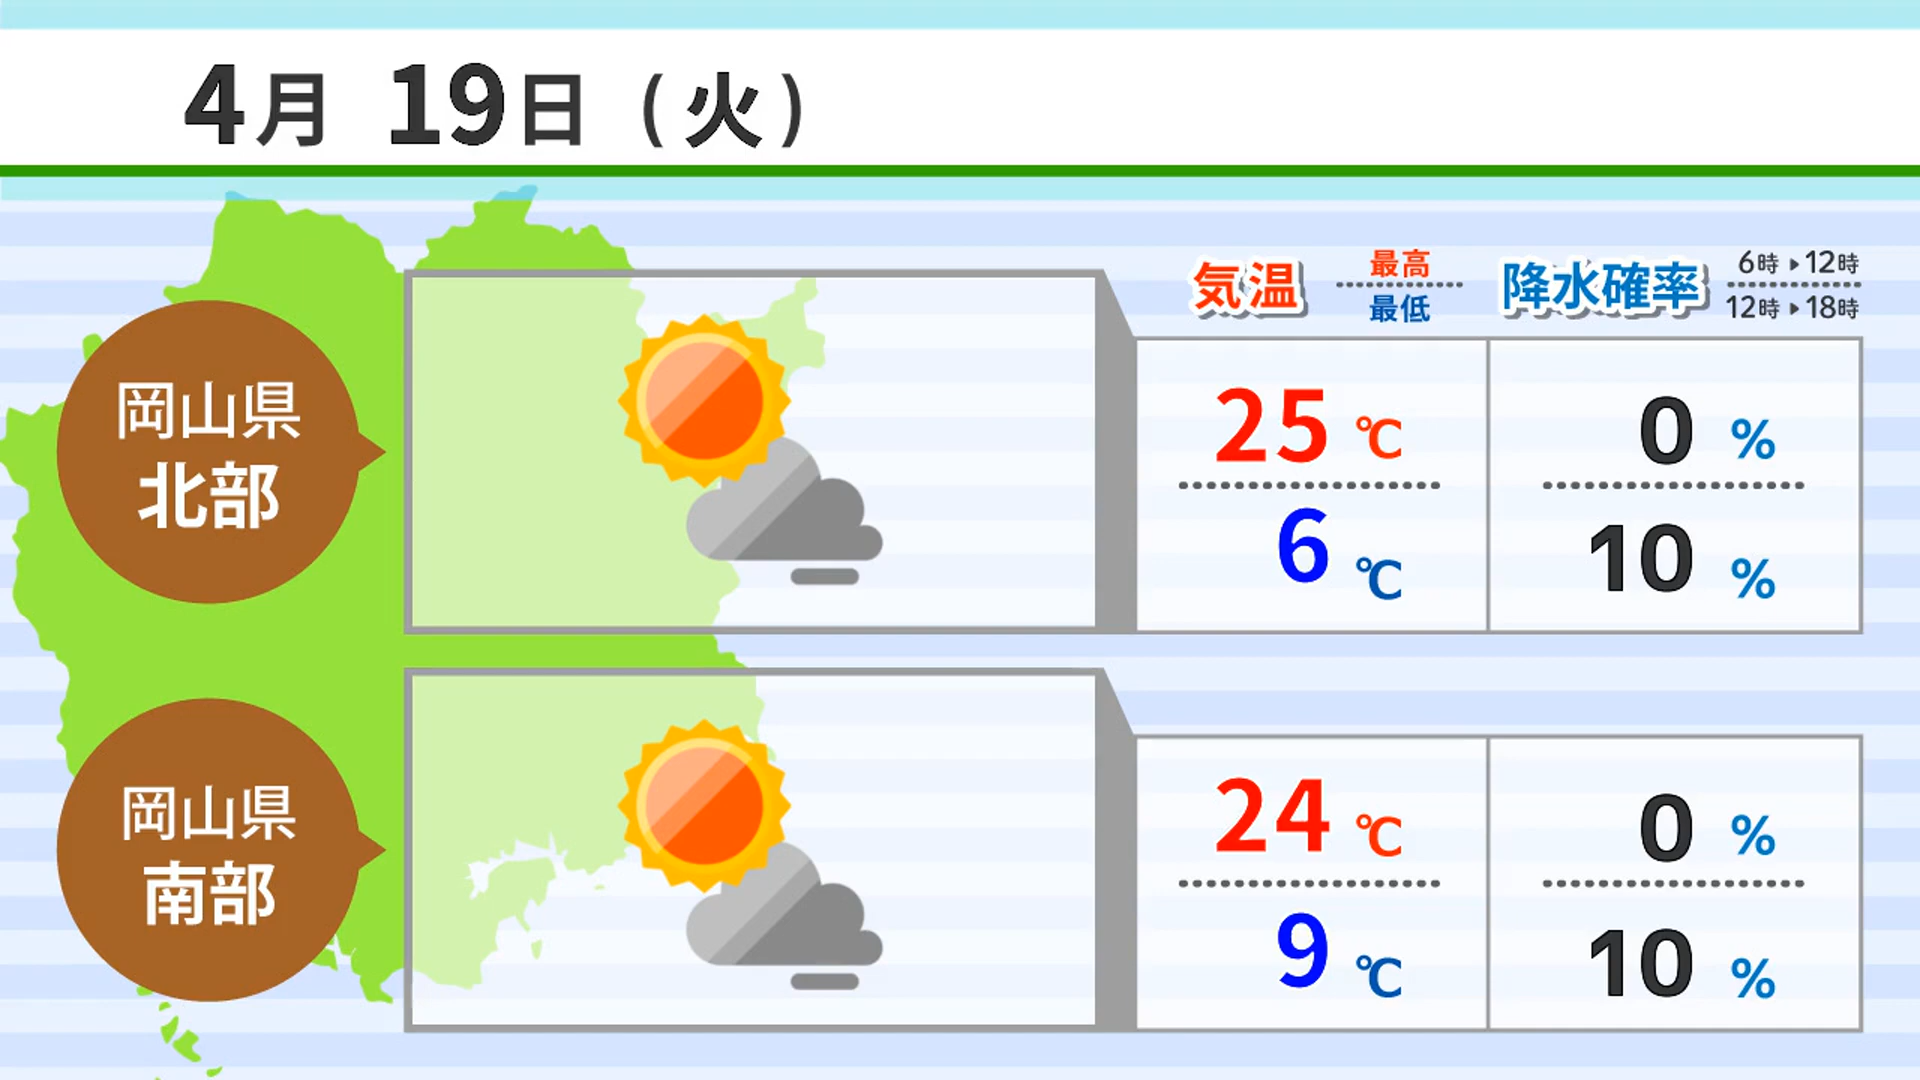 4月 19日 (火)
気温 最高 最低
降水確率 6時▶12時 12時▶18時
岡山県
北部
25 ℃ 0 %
6 ℃ 10 %
岡山県
南部
24 ℃ 0 %
9 ℃ 10 %